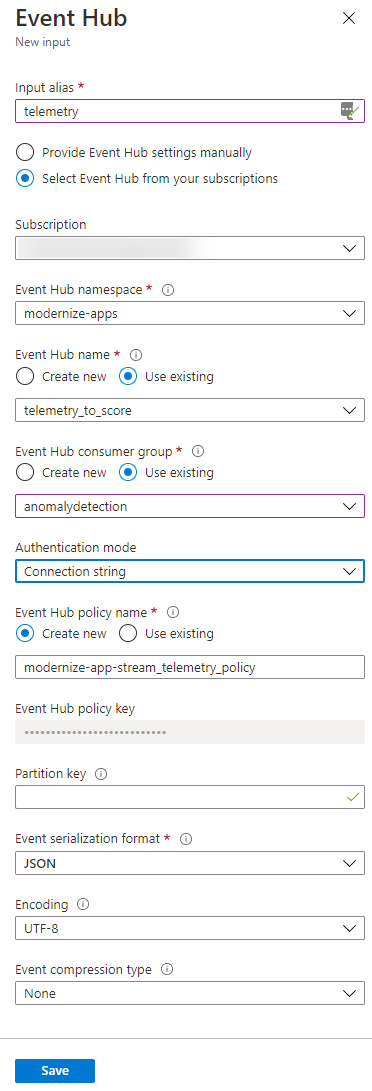 Event Hub
New input
Input alias *
telemetry
Provide Event Hub settings manually
Select Event Hub from your subscriptions
Subscription
Event Hub namespace *
modernize-apps
Event Hub name *
Create new Use existing
telemetry_to_score
Event Hub consumer group *
Create new Use existing
anomalydetection
Authentication mode
Connection string
Event Hub policy name *
Create new Use existing
modernize-app-stream_telemetry_policy
Event Hub policy key
Partition key
Event serialization format *
JSON
Encoding
UTF-8
Event compression type
None
Save